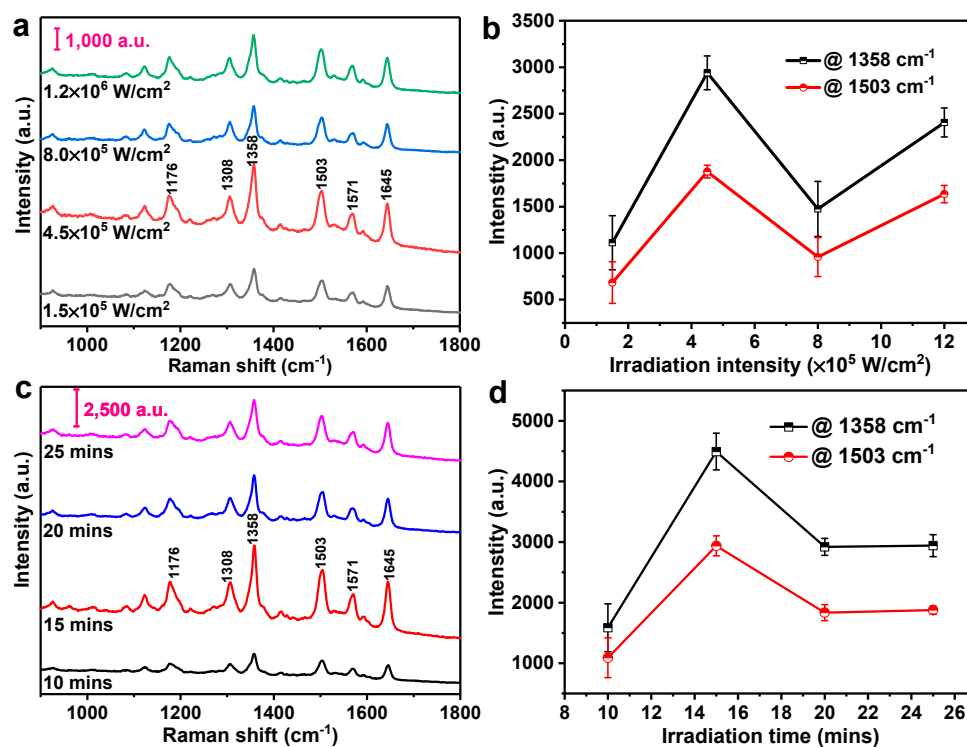 a
1,000 a.u.
1.2×10⁶ W/cm²
8.0×10⁵ W/cm²
4.5×10⁵ W/cm²
1.5×10⁵ W/cm²
1176
1308
1358
1503
1571
1645
Intensity (a.u.)
1000 1200 1400 1600 1800
Raman shift (cm⁻¹)
b
@ 1358 cm⁻¹
@ 1503 cm⁻¹
Intenstity (a.u.)
3500
3000
2500
2000
1500
1000
500
0 2 4 6 8 10 12
Irradiation intensity (×10⁵ W/cm²)
c
2,500 a.u.
25 mins
20 mins
15 mins
10 mins
1176
1308
1358
1503
1571
1645
Intensity (a.u.)
1000 1200 1400 1600 1800
Raman shift (cm⁻¹)
d
@ 1358 cm⁻¹
@ 1503 cm⁻¹
Intenstity (a.u.)
5000
4000
3000
2000
1000
8 10 12 14 16 18 20 22 24 26
Irradiation time (mins)